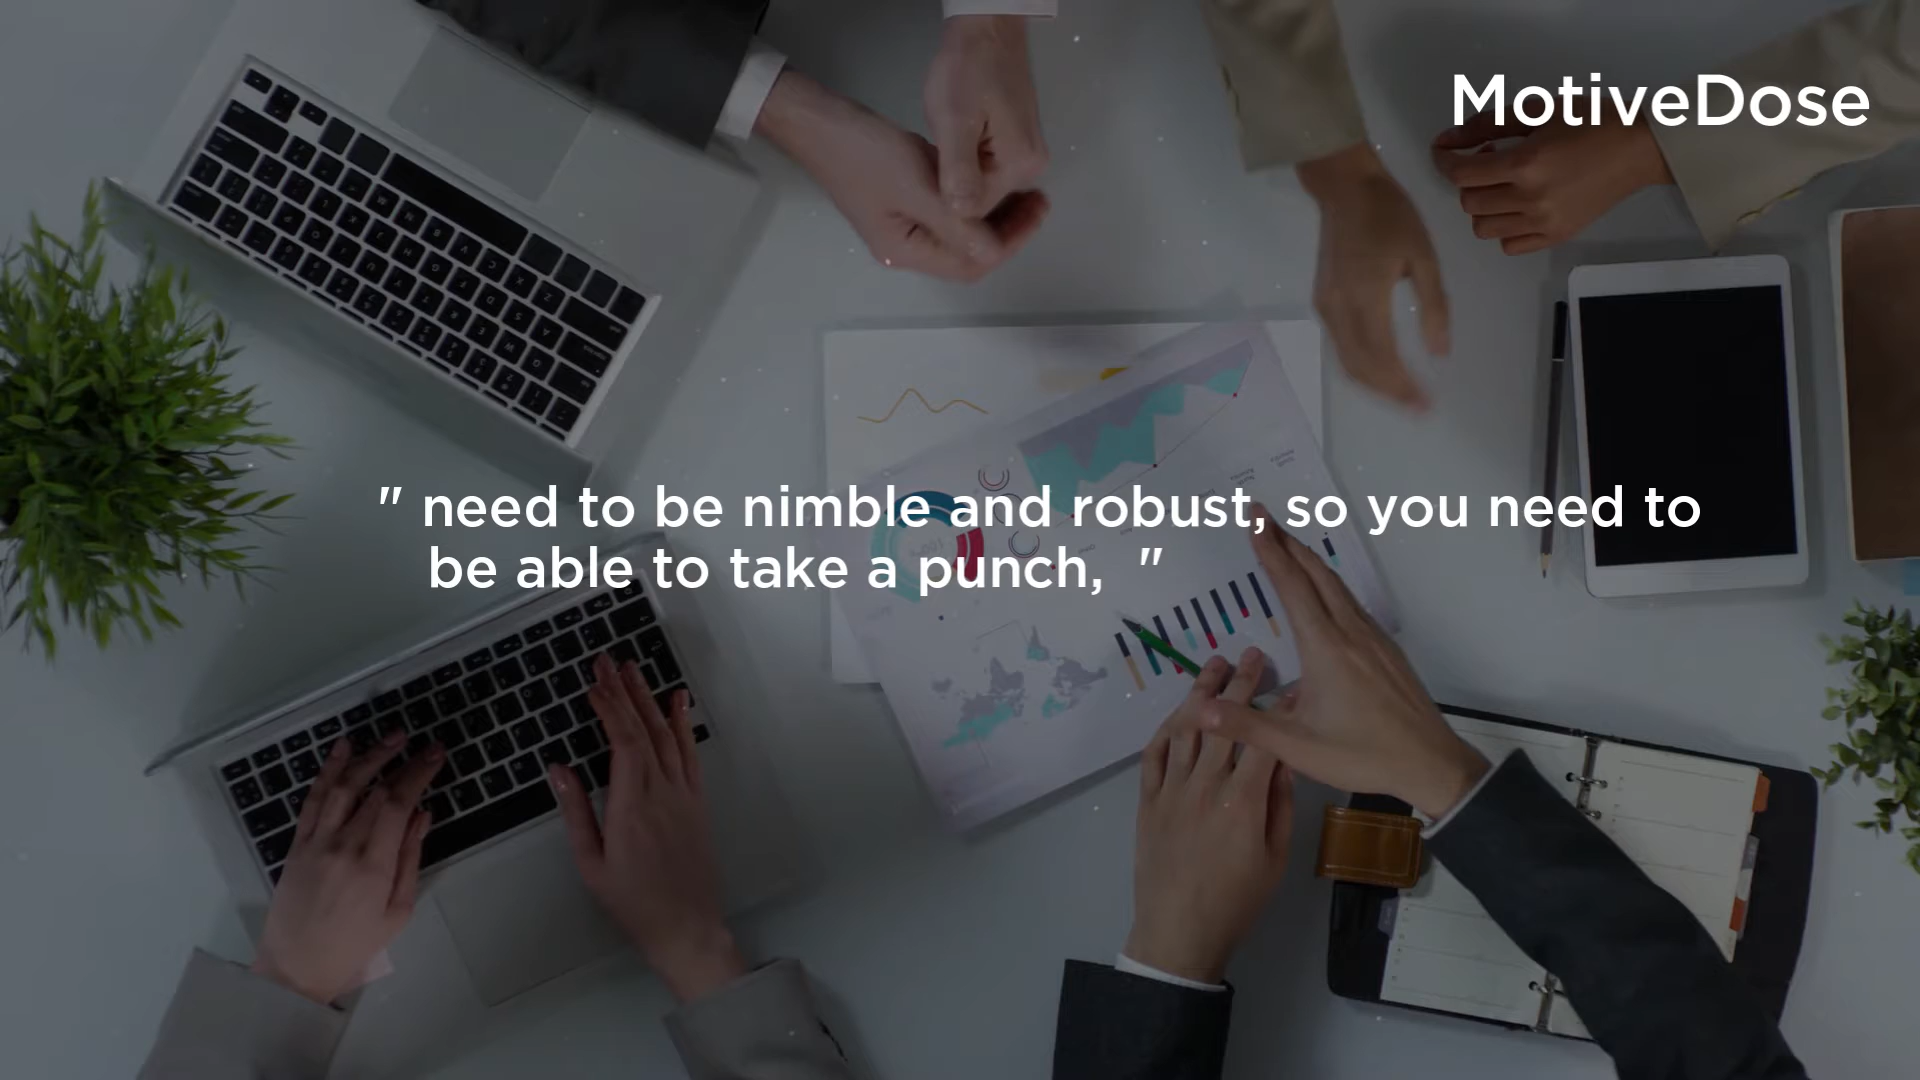 MotiveDose
" need to be nimble and robust, so you need to
be able to take a punch, "